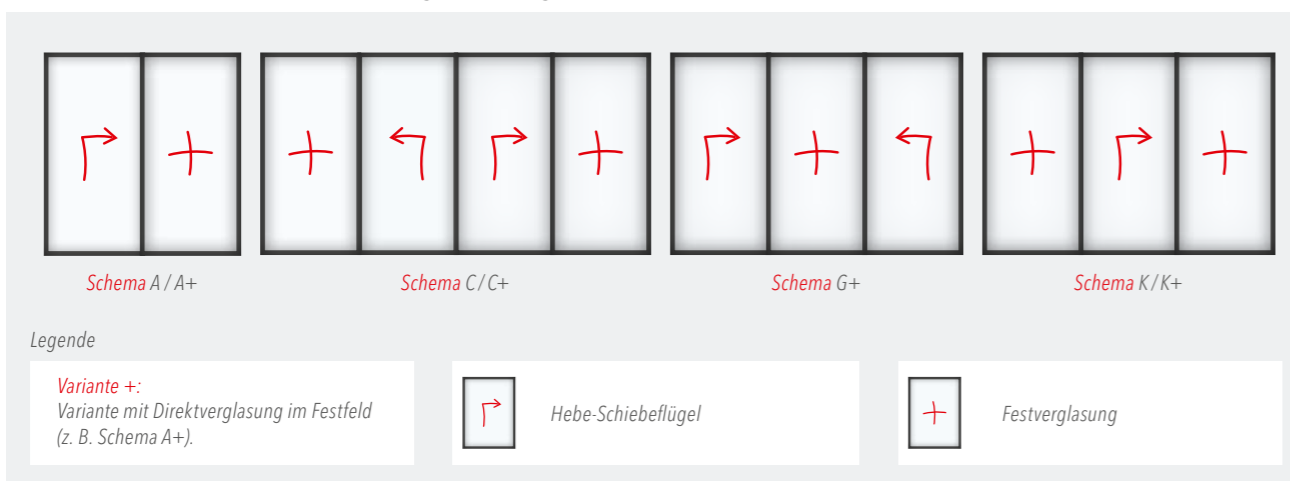 Schema A / A+
Schema C / C+
Schema G+
Schema K / K+
Legende
Variante +:
Variante mit Direktverglasung im Festfeld
(z. B. Schema A+).
Hebe-Schiebeflügel
Festverglasung